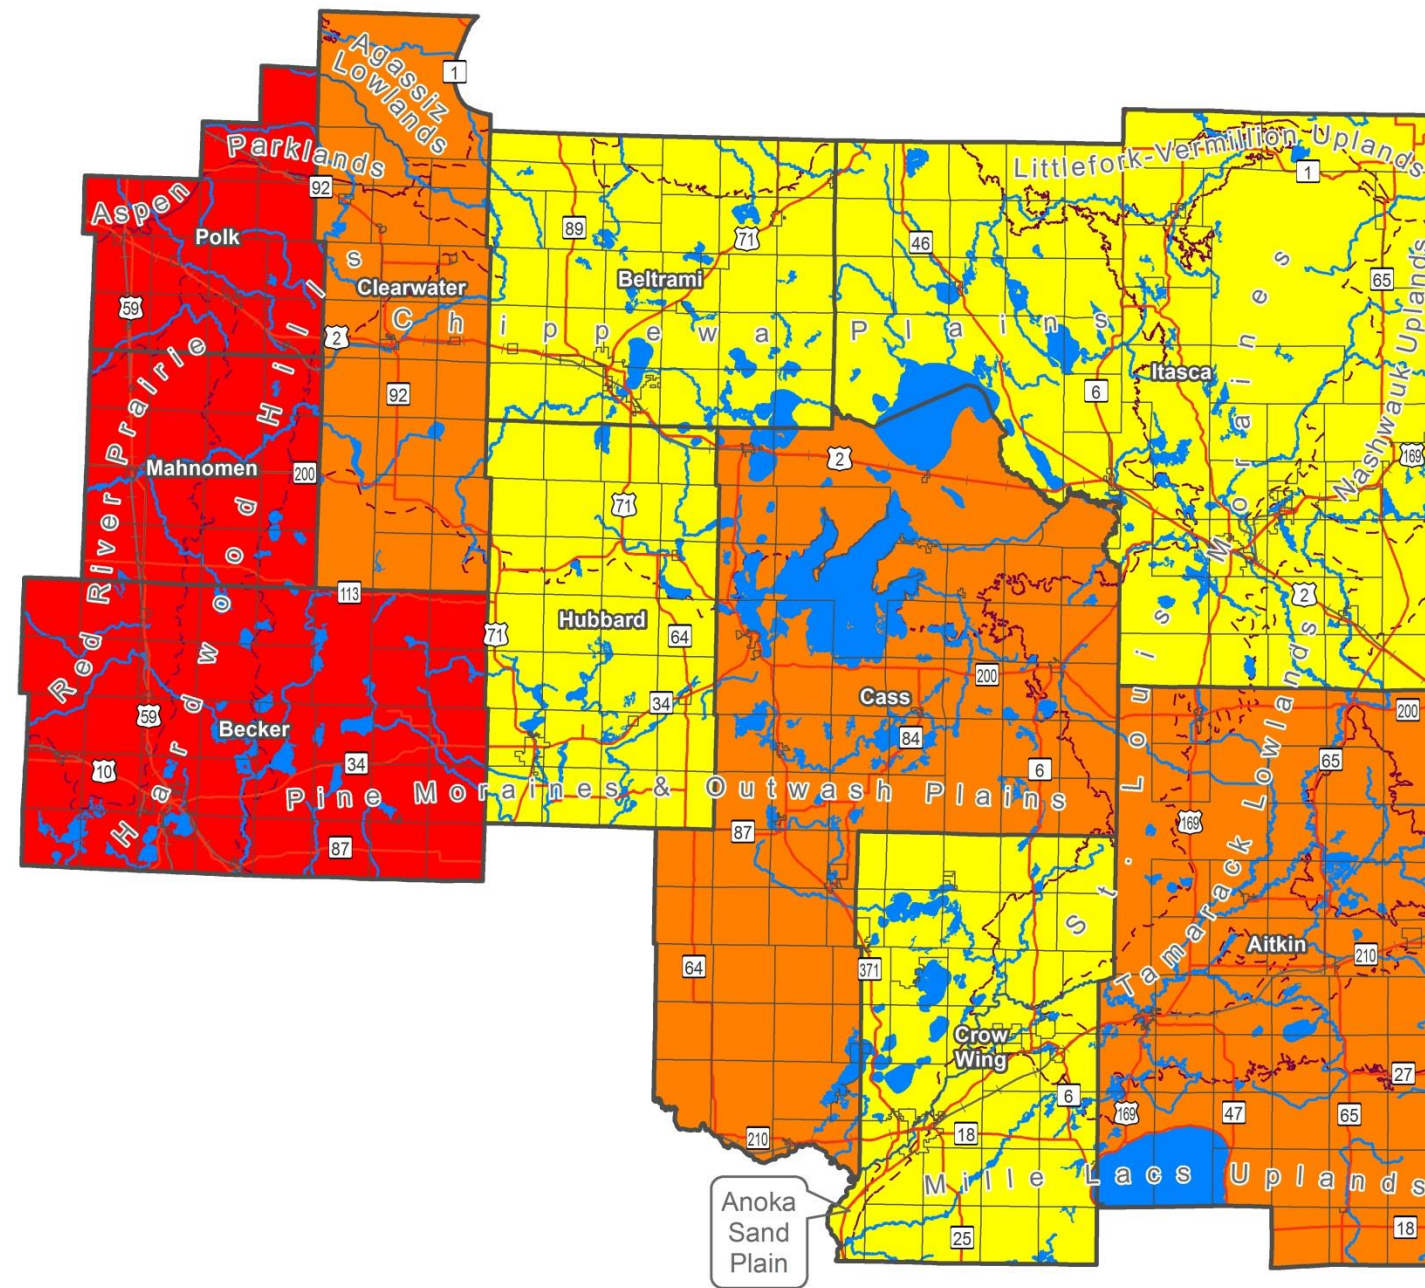 Agassiz
Lowlands
1
Aspen Parklands
92
Littlefork-Vermillion Uplands
1
Polk
89
71
46
65
Clearwater
Beltrami
59
2
Chippewa Plains
Itasca
92
6
Nashwauk Uplands
Red River Prairie
Hardwood Hills
Mahnomen
200
2
169
71
113
2
71
Hubbard
64
St. Louis Moraines
Cass
200
34
59
Becker
84
200
10
34
6
65
Pine Moraines & Outwash Plains
87
87
169
Tamarack Lowlands
Aitkin
64
371
210
Crow
Wing
6
27
169
47
65
210
18
Mille Lacs Uplands
Anoka
Sand
Plain
25
18